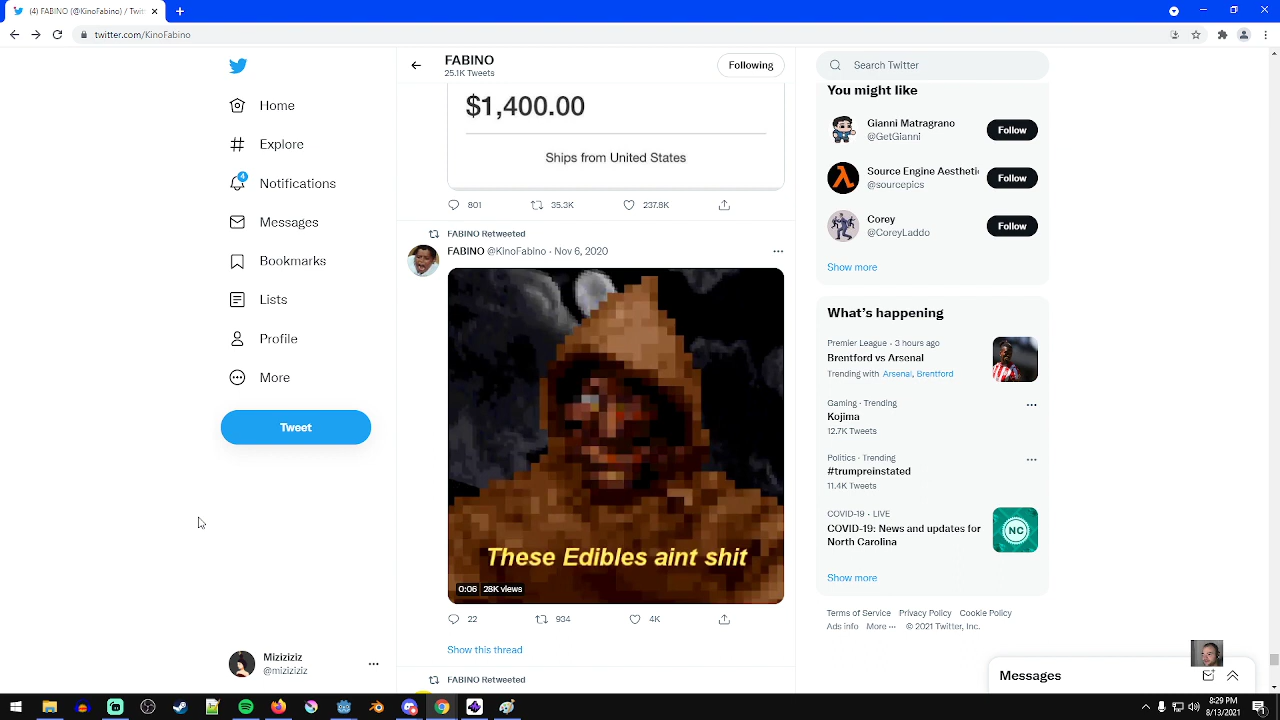 (4) FABINO (@KinoFabino) / Twit
twitter.com/KinoFabino
FABINO
25.1K Tweets
Following
Search Twitter
Home
Explore
4
Notifications
Messages
Bookmarks
Lists
Profile
More
Tweet
Miziziziz
@miziziziz
$1,400.00
Ships from United States
801
35.3K
237.8K
FABINO Retweeted
FABINO @KinoFabino · Nov 6, 2020
These Edibles aint shit
0:06 28K views
22
934
4K
Show this thread
FABINO Retweeted
You might like
Gianni Matragrano
@GetGianni
Follow
Source Engine Aestheti
@sourcepics
Follow
Corey
@CoreyLaddo
Follow
Show more
What's happening
Premier League · 3 hours ago
Brentford vs Arsenal
Trending with Arsenal, Brentford
Gaming · Trending
Kojima
12.7K Tweets
Politics · Trending
#trumpreinstated
11.4K Tweets
COVID-19 · LIVE
COVID-19: News and updates for
North Carolina
NC
Show more
Terms of Service Privacy Policy Cookie Policy
Ads info More ··· © 2021 Twitter, Inc.
Messages
8:29 PM
8/13/2021